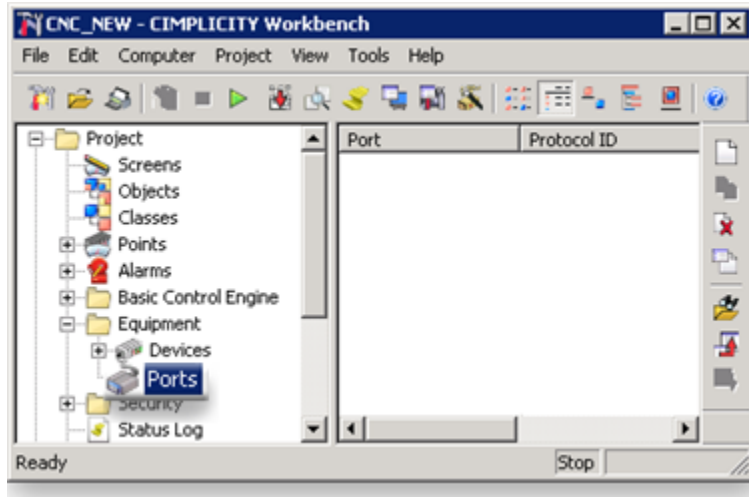 CNC_NEW - CIMPLICITY Workbench
File Edit Computer Project View Tools Help
Project
Screens
Objects
Classes
Points
Alarms
Basic Control Engine
Equipment
Devices
Ports
Security
Status Log
Port Protocol ID
Ready Stop